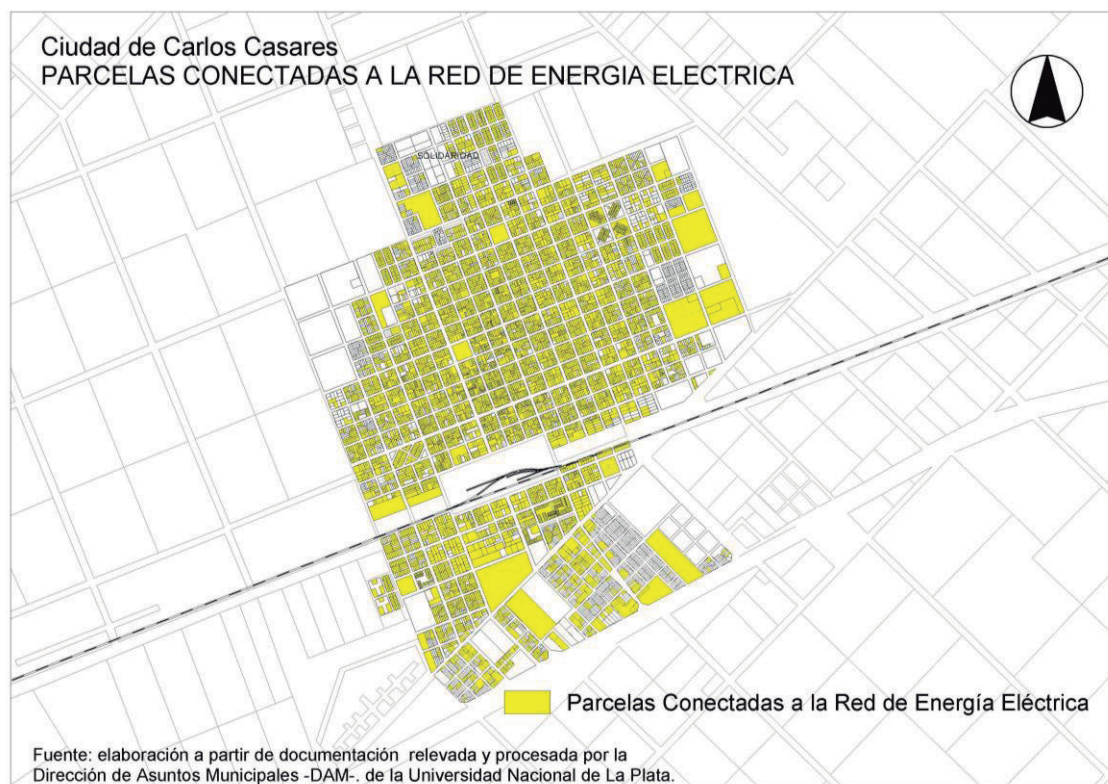 Ciudad de Carlos Casares
PARCELAS CONECTADAS A LA RED DE ENERGIA ELECTRICA
SOLIDARIDAD
Parcelas Conectadas a la Red de Energía Eléctrica
Fuente: elaboración a partir de documentación relevada y procesada por la
Dirección de Asuntos Municipales -DAM-. de la Universidad Nacional de La Plata.